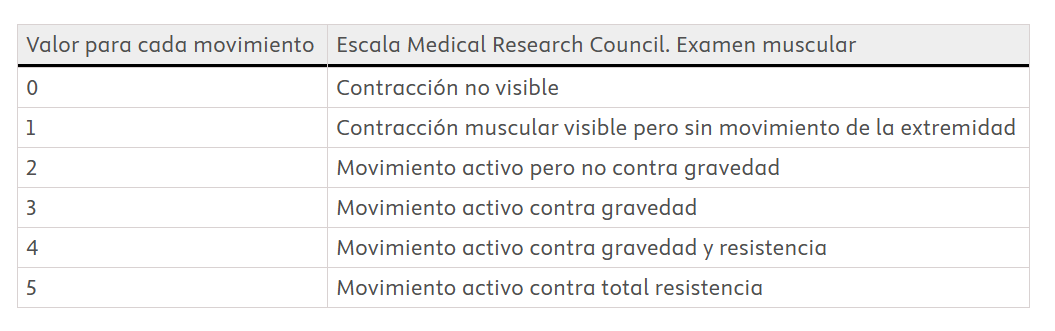 Valor para cada movimiento Escala Medical Research Council. Examen muscular
0 Contracción no visible
1 Contracción muscular visible pero sin movimiento de la extremidad
2 Movimiento activo pero no contra gravedad
3 Movimiento activo contra gravedad
4 Movimiento activo contra gravedad y resistencia
5 Movimiento activo contra total resistencia